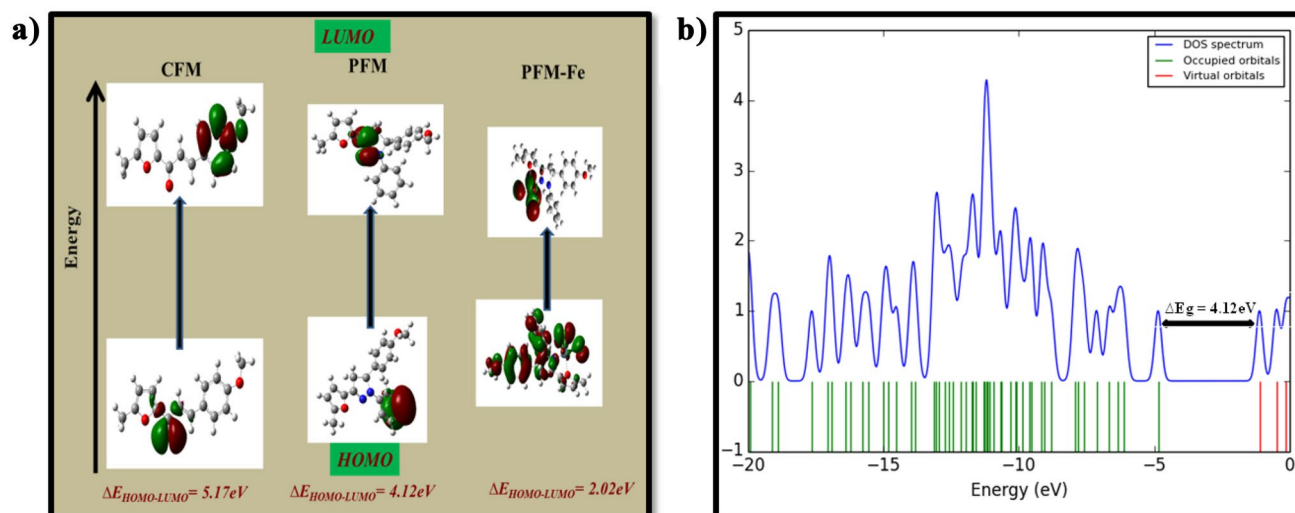 a)
LUMO
CFM
PFM
PFM-Fe
Energy
HOMO
ΔE_HOMO-LUMO= 5.17eV
ΔE_HOMO-LUMO= 4.12eV
ΔE_HOMO-LUMO= 2.02eV
b)
5
4
3
2
1
0
−1
DOS spectrum
Occupied orbitals
Virtual orbitals
ΔEg = 4.12eV
−20
−15
−10
−5
0
Energy (eV)